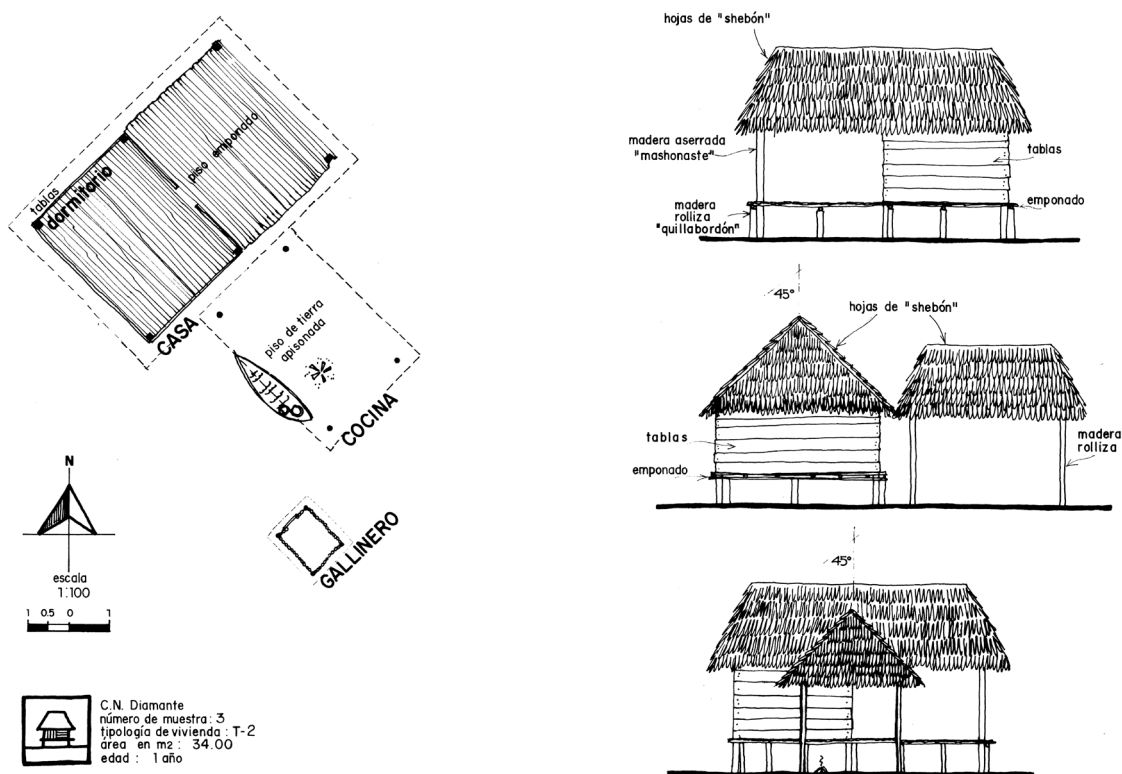 tablas
dormitorio
piso emponado
CASA
piso de tierra
apisonada
COCINA
GALLINERO
N
escala
1:100
1 0.5 0 1
C.N. Diamante
número de muestra: 3
tipología de vivienda : T-2
área en m2 : 34.00
edad : 1 año
hojas de "shebón"
madera aserrada
"mashonaste"
tablas
madera
rolliza
"quillabordón"
emponado
45°
hojas de "shebón"
tablas
emponado
madera
rolliza
45°